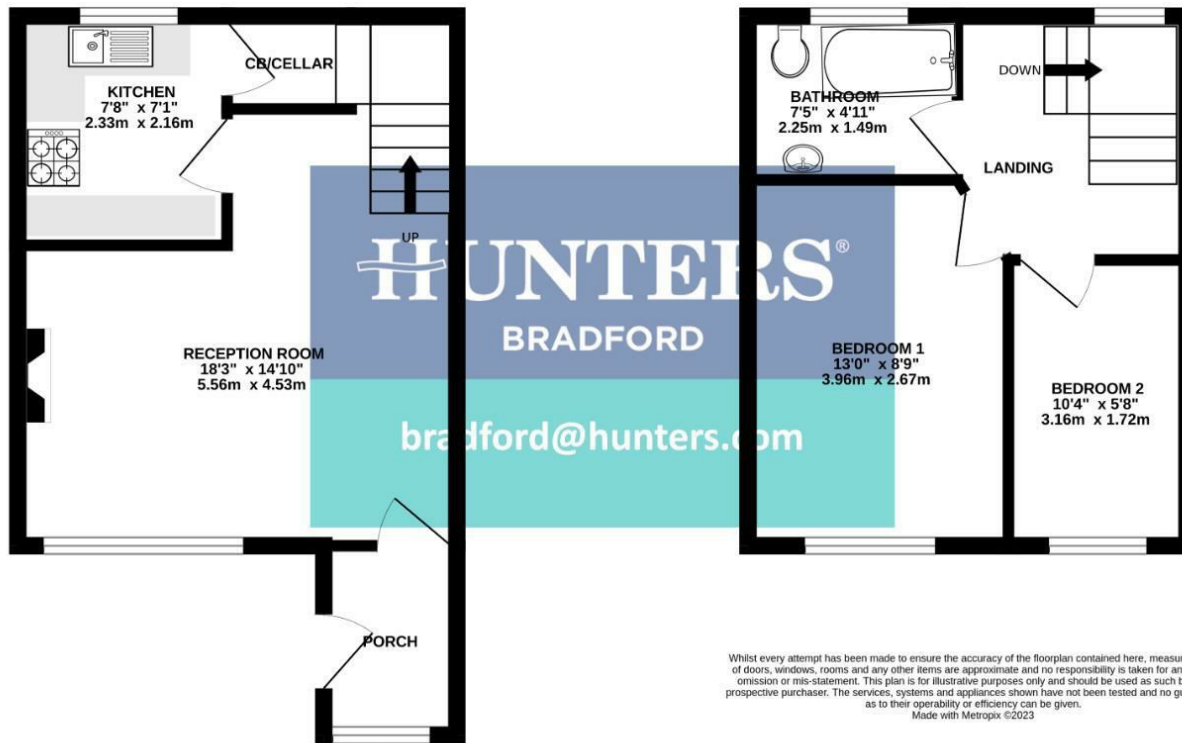 CB/CELLAR
KITCHEN
7'8" x 7'1"
2.33m x 2.16m
UP
RECEPTION ROOM
18'3" x 14'10"
5.56m x 4.53m
PORCH
HUNTERS®
BRADFORD
bradford@hunters.com
BATHROOM
7'5" x 4'11"
2.25m x 1.49m
DOWN
LANDING
BEDROOM 1
13'0" x 8'9"
3.96m x 2.67m
BEDROOM 2
10'4" x 5'8"
3.16m x 1.72m
Whilst every attempt has been made to ensure the accuracy of the floorplan contained here, measur
of doors, windows, rooms and any other items are approximate and no responsibility is taken for an
omission or mis-statement. This plan is for illustrative purposes only and should be used as such b
prospective purchaser. The services, systems and appliances shown have not been tested and no gu
as to their operability or efficiency can be given.
Made with Metropix ©2023